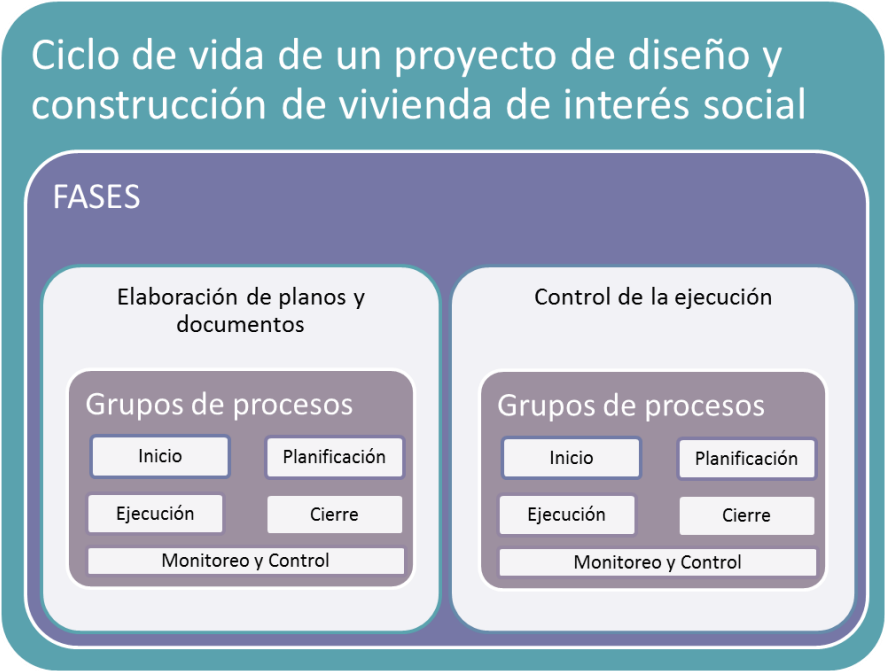 Ciclo de vida de un proyecto de diseño y
construcción de vivienda de interés social
FASES
Elaboración de planos y
documentos
Grupos de procesos
Inicio
Planificación
Ejecución
Cierre
Monitoreo y Control
Control de la ejecución
Grupos de procesos
Inicio
Planificación
Ejecución
Cierre
Monitoreo y Control